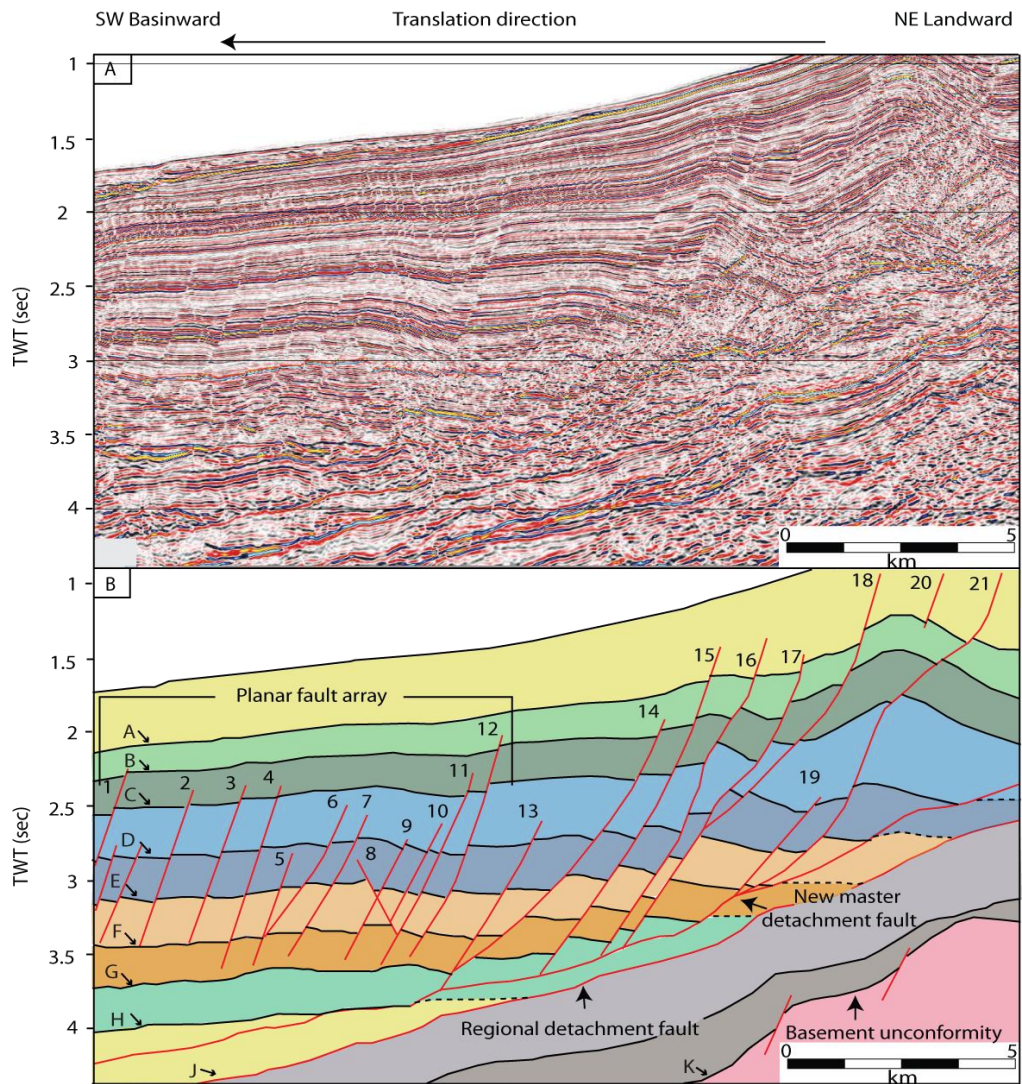 SW Basinward Translation direction NE Landward
A
1
1.5
2
2.5
3
3.5
4
TWT (sec)
0 5
km
B
1
1.5
2
2.5
3
3.5
4
TWT (sec)
18 20 21
15 16 17
Planar fault array
14
12
A
B
1 2 3 4 11
C
6 7 10 13 19
D
9
5 8
E
New master
detachment fault
F
G
H
Regional detachment fault
Basement unconformity
J
K
0 5
km